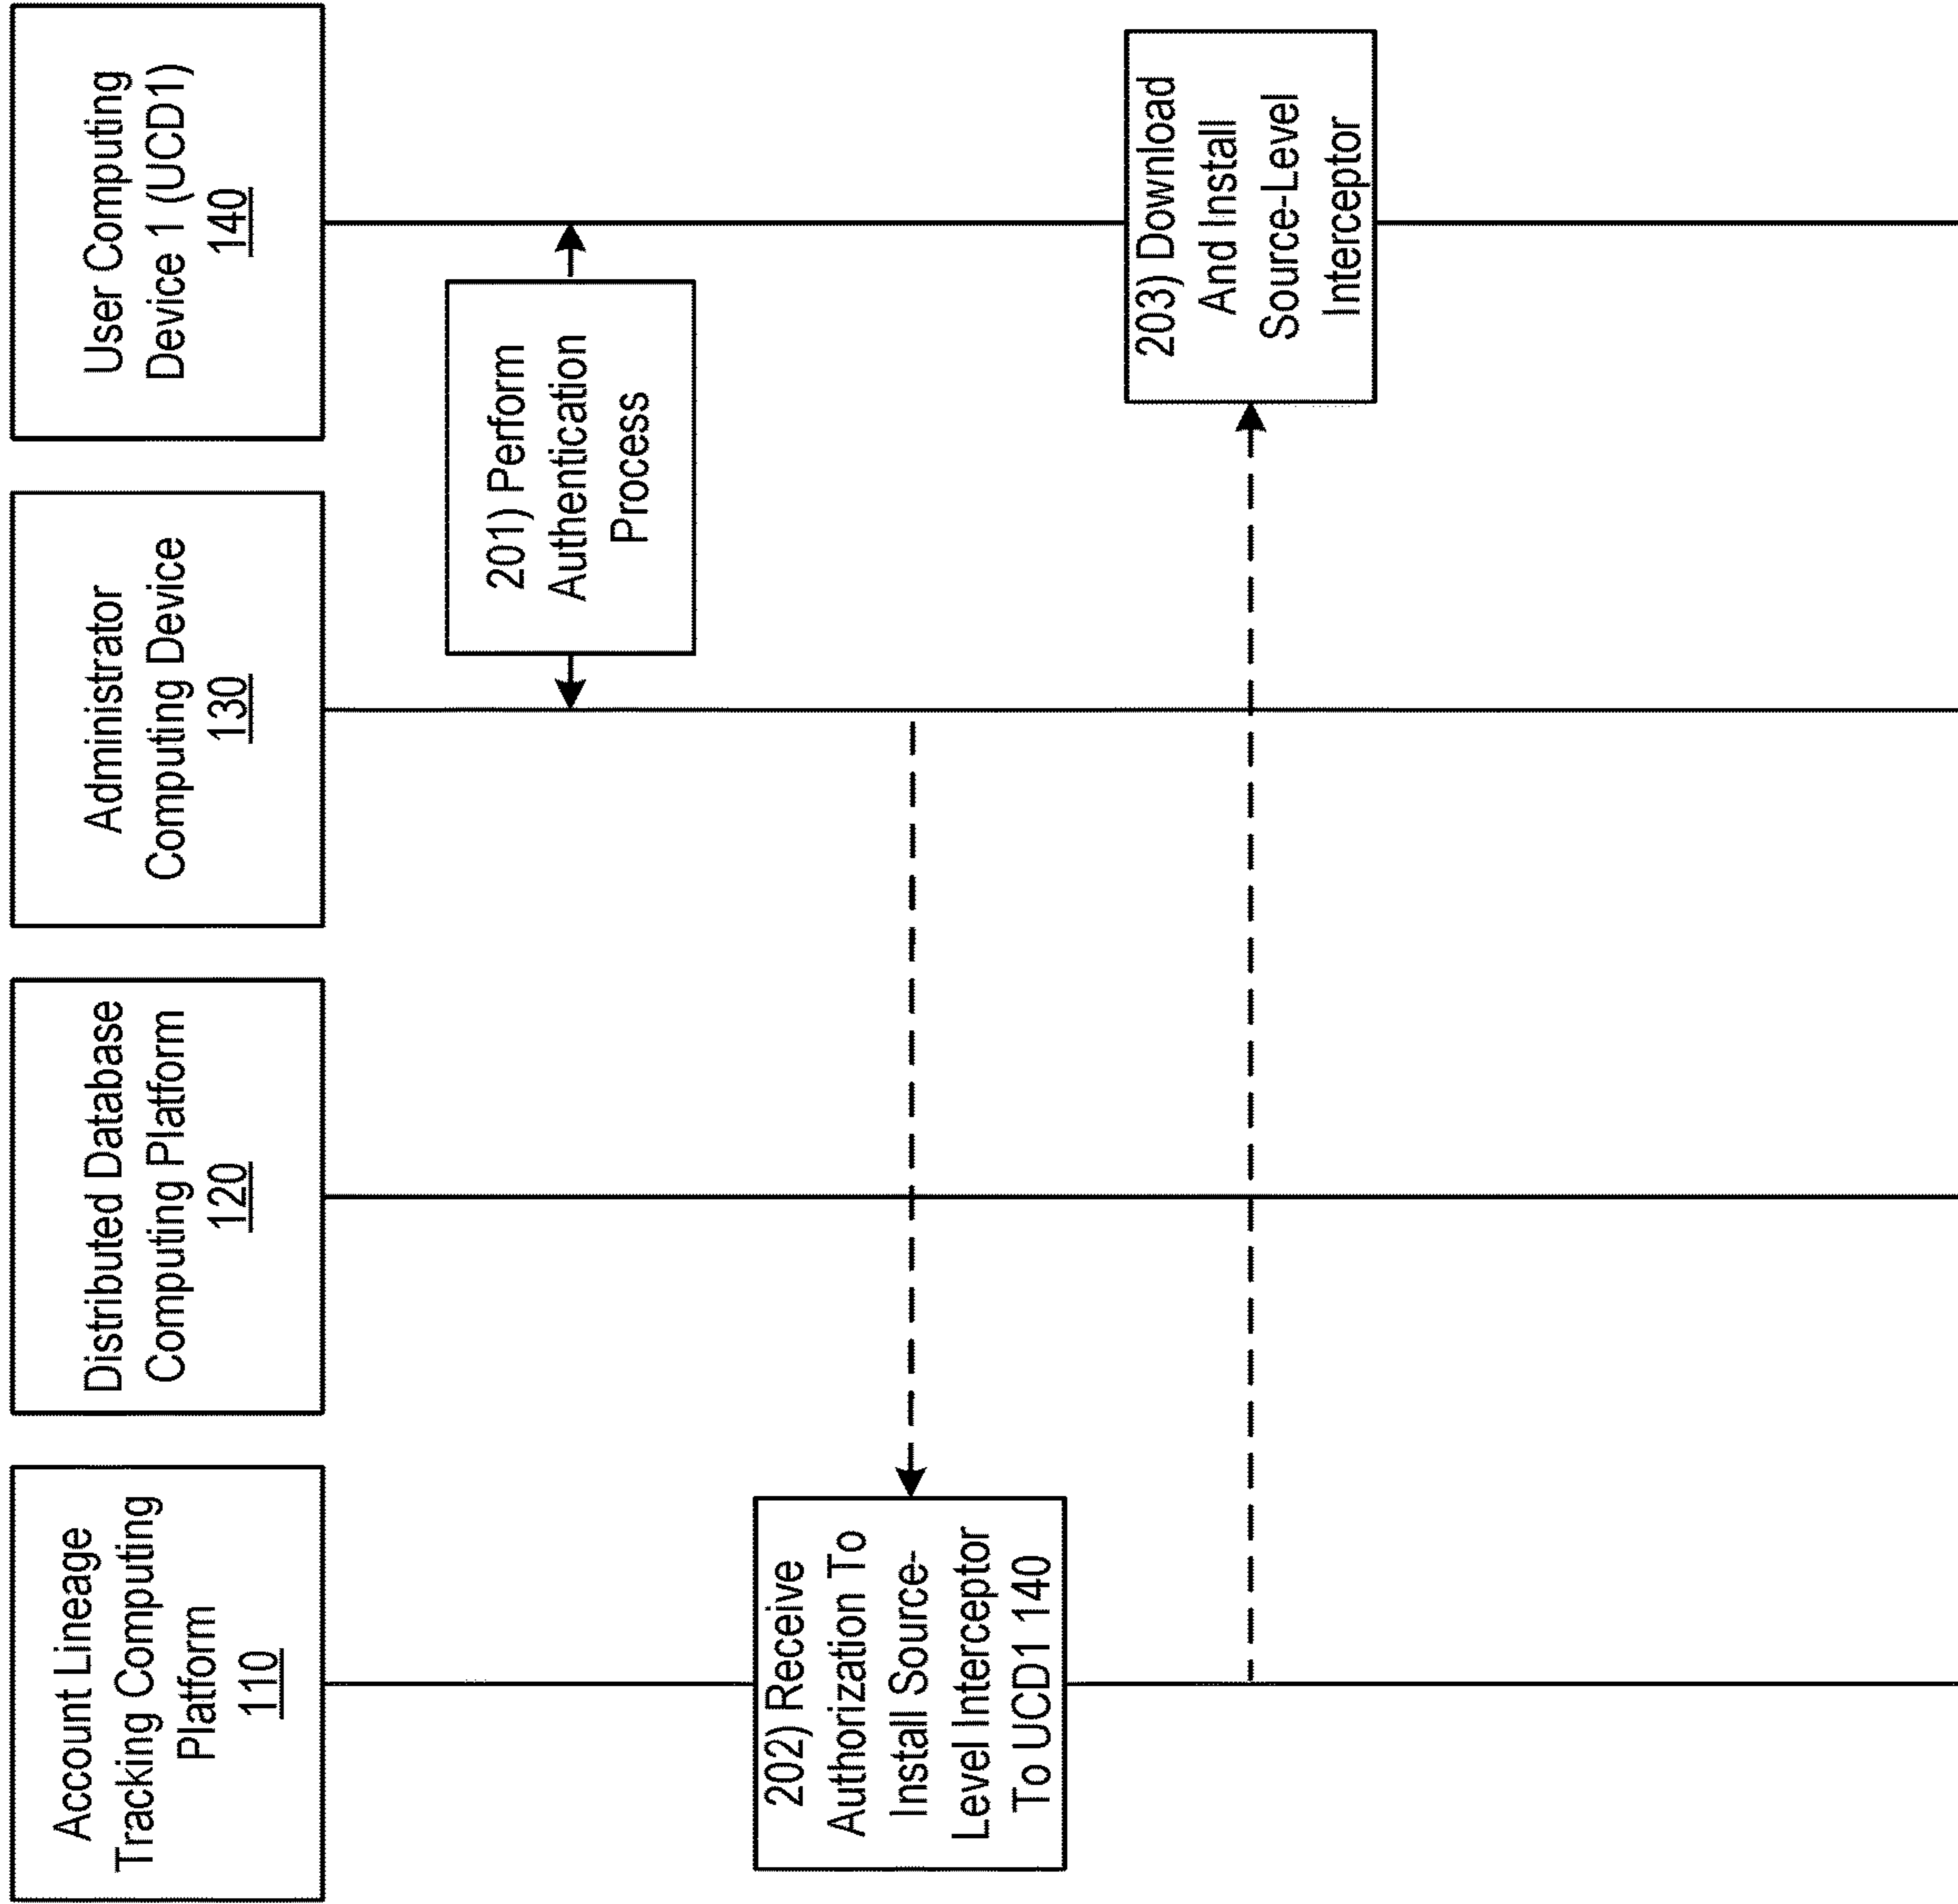 Account Lineage
Tracking Computing
Platform
110
Distributed Database
Computing Platform
120
Administrator
Computing Device
130
User Computing
Device 1 (UCD1)
140
201) Perform
Authentication
Process
202) Receive
Authorization To
Install Source-
Level Interceptor
To UCD1 140
203) Download
And Install
Source-Level
Interceptor